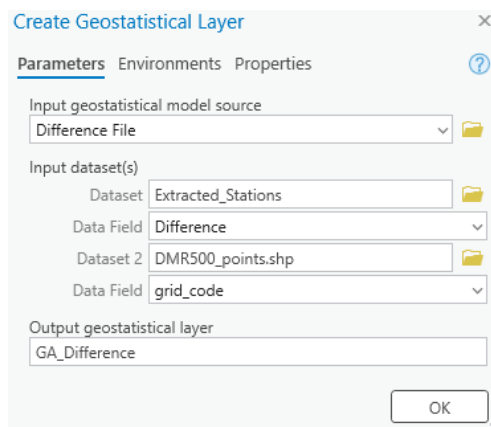 Create Geostatistical Layer
Parameters Environments Properties
Input geostatistical model source
Difference File
Input dataset(s)
Dataset Extracted_Stations
Data Field Difference
Dataset 2 DMR500_points.shp
Data Field grid_code
Output geostatistical layer
GA_Difference
OK